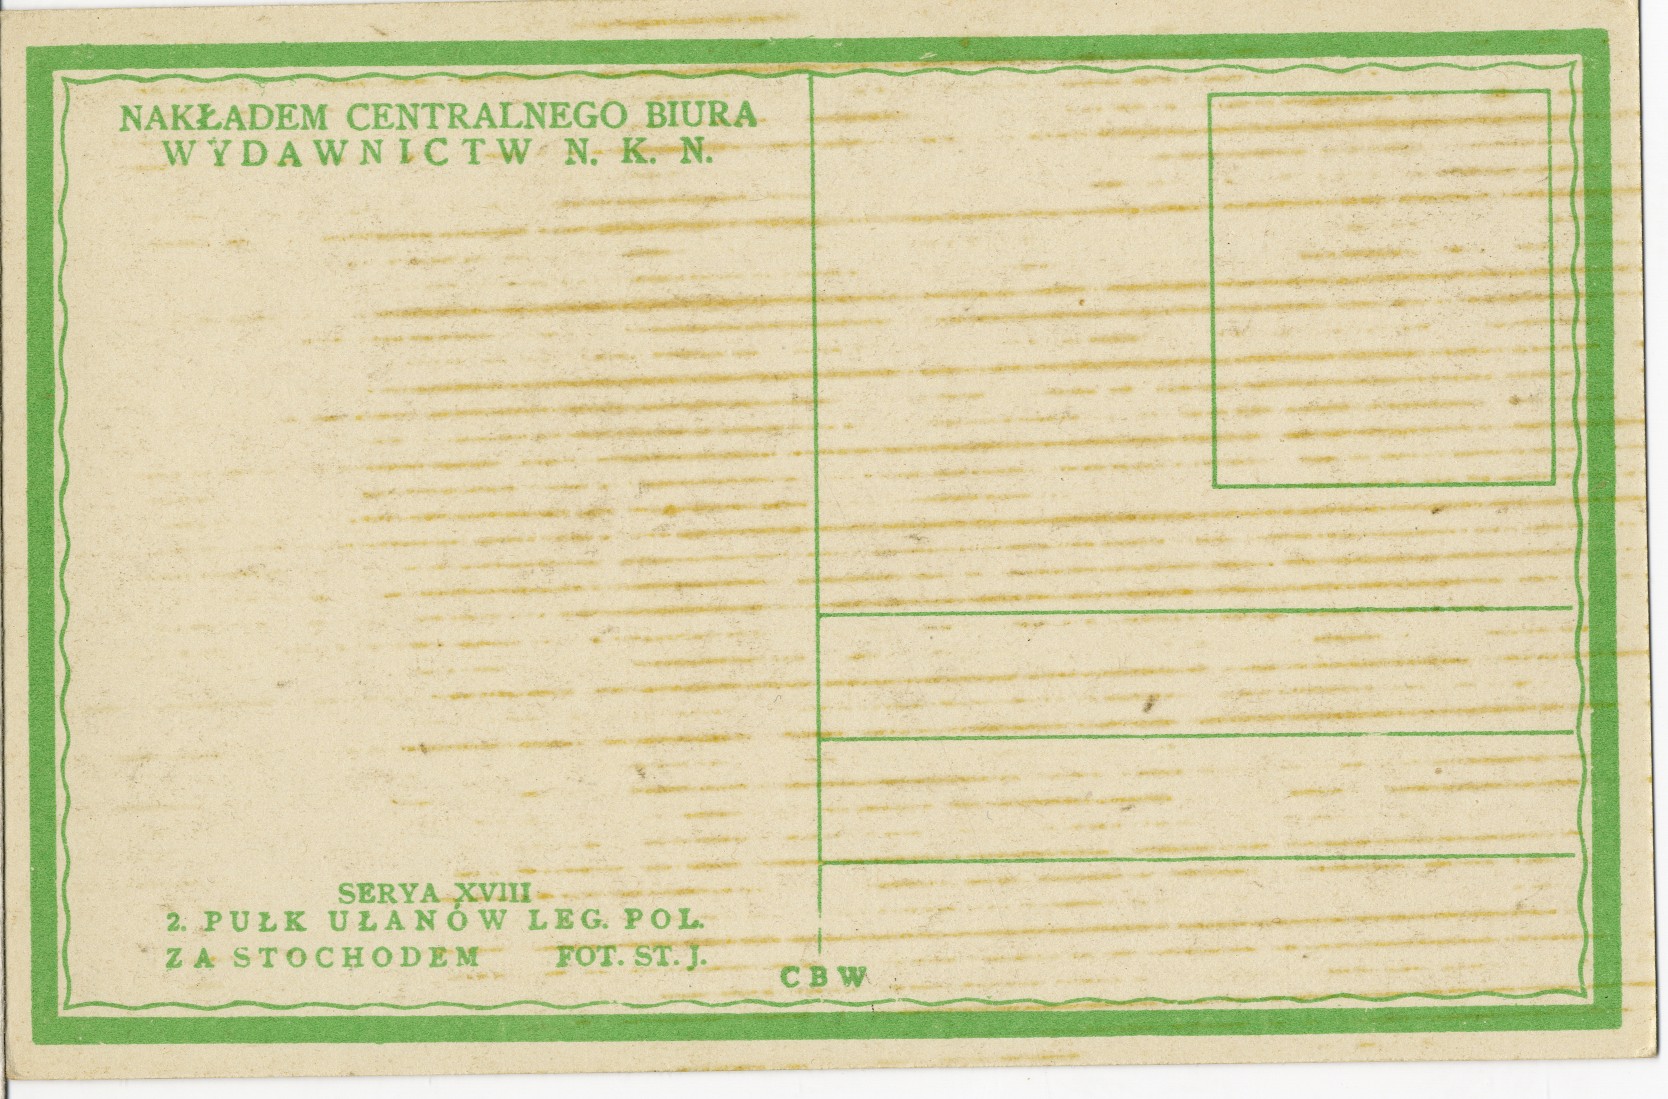 NAKŁADEM CENTRALNEGO BIURA
WYDAWNICTW N. K. N.
SERYA XVIII
2. PUŁK UŁANÓW LEG. POL.
ZA STOCHODEM FOT. ST. J.
CBW